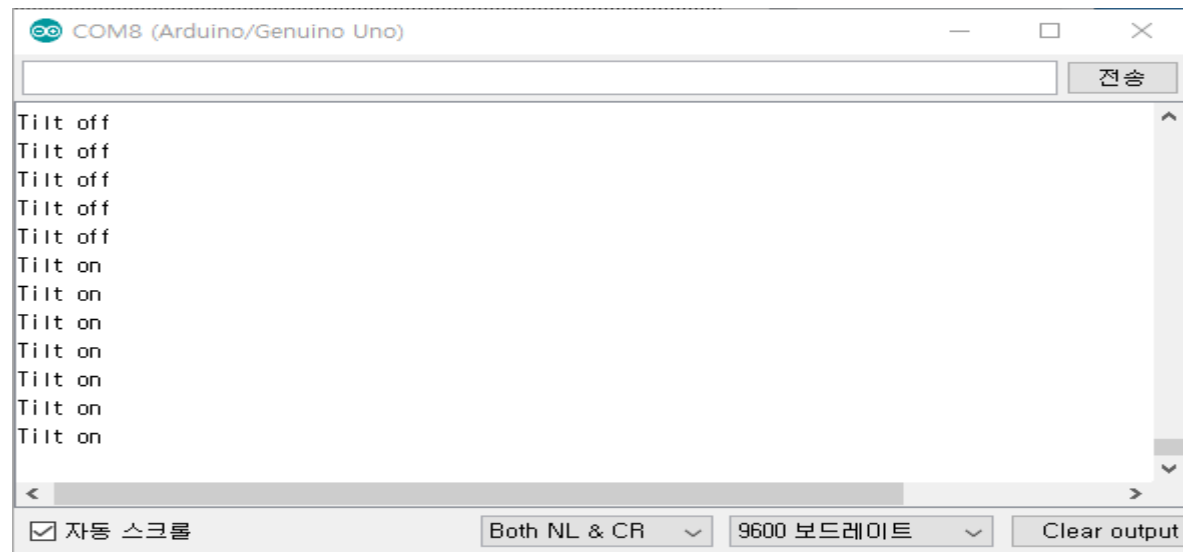 COM8 (Arduino/Genuino Uno)
전송
Tilt off
Tilt off
Tilt off
Tilt off
Tilt off
Tilt on
Tilt on
Tilt on
Tilt on
Tilt on
Tilt on
Tilt on
자동 스크롤 Both NL & CR 9600 보드레이트 Clear output